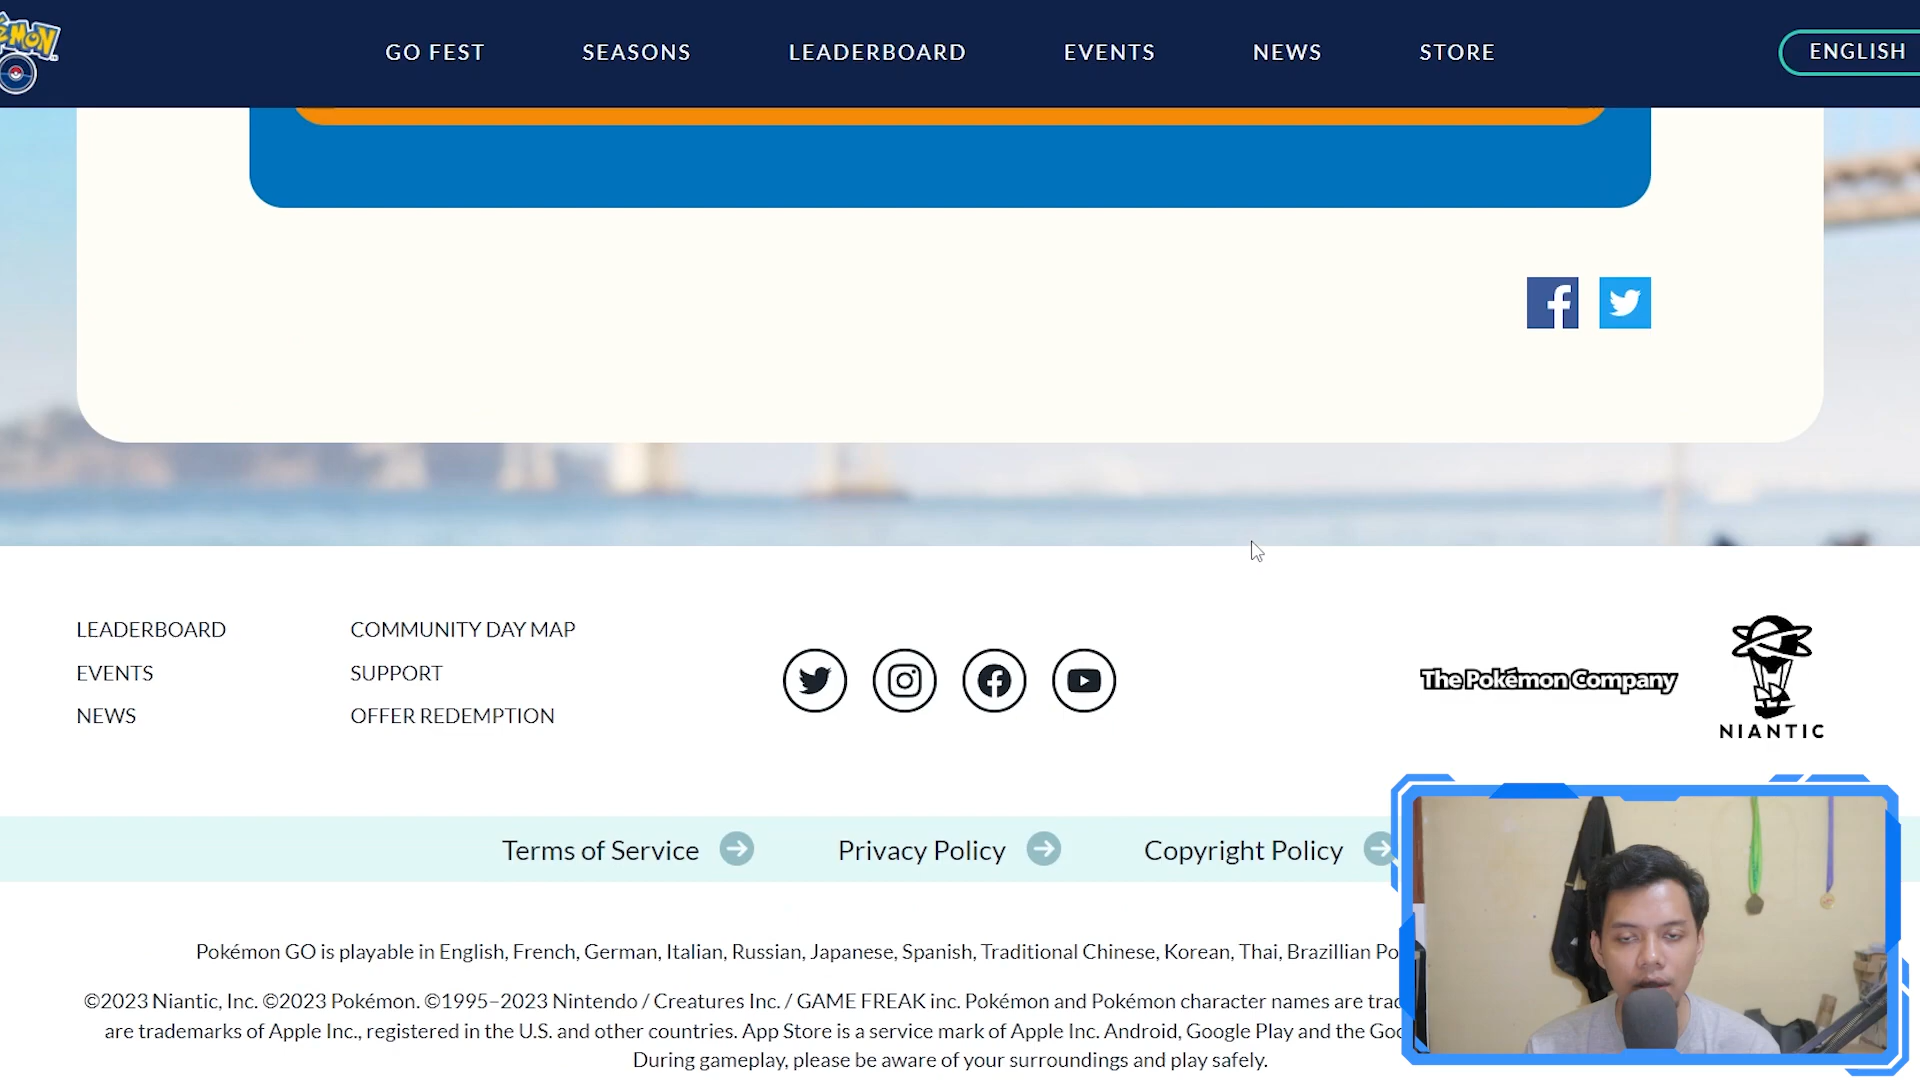 GO FEST SEASONS LEADERBOARD EVENTS NEWS STORE ENGLISH
LEADERBOARD
EVENTS
NEWS
COMMUNITY DAY MAP
SUPPORT
OFFER REDEMPTION
The Pokémon Company
NIANTIC
Terms of Service Privacy Policy Copyright Policy
Pokémon GO is playable in English, French, German, Italian, Russian, Japanese, Spanish, Traditional Chinese, Korean, Thai, Brazillian
©2023 Niantic, Inc. ©2023 Pokémon. ©1995–2023 Nintendo / Creatures Inc. / GAME FREAK inc. Pokémon and Pokémon character names are
are trademarks of Apple Inc., registered in the U.S. and other countries. App Store is a service mark of Apple Inc. Android, Google Play and the
During gameplay, please be aware of your surroundings and play safely.